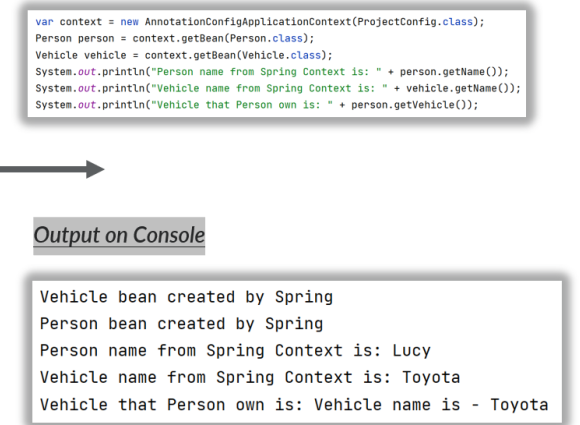 var context = new AnnotationConfigApplicationContext(ProjectConfig.class);
Person person = context.getBean(Person.class);
Vehicle vehicle = context.getBean(Vehicle.class);
System.out.println("Person name from Spring Context is: " + person.getName());
System.out.println("Vehicle name from Spring Context is: " + vehicle.getName());
System.out.println("Vehicle that Person own is: " + person.getVehicle());
Output on Console
Vehicle bean created by Spring
Person bean created by Spring
Person name from Spring Context is: Lucy
Vehicle name from Spring Context is: Toyota
Vehicle that Person own is: Vehicle name is - Toyota